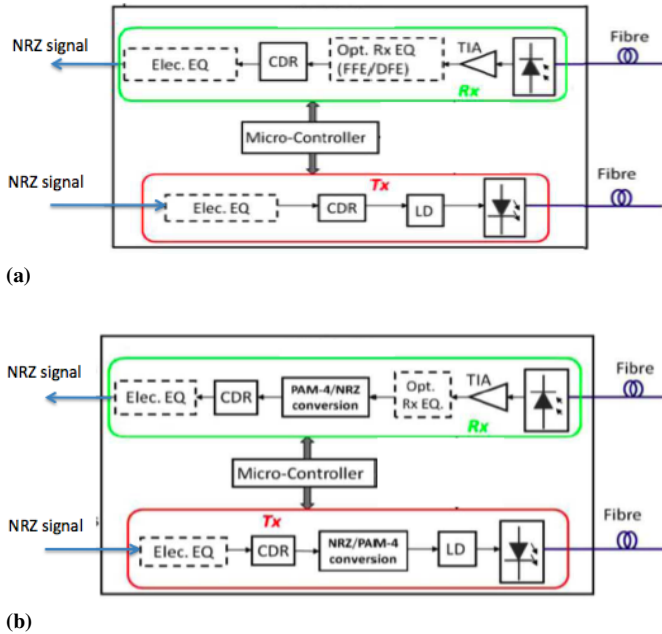 NRZ signal
Elec. EQ
CDR
Opt. Rx EQ
(FFE/DFE)
TIA
Fibre
Rx
Micro-Controller
NRZ signal
Tx
Elec. EQ
CDR
LD
Fibre
(a)
NRZ signal
Elec. EQ
CDR
PAM-4/NRZ
conversion
Opt.
Rx EQ.
TIA
Fibre
Rx
Micro-Controller
NRZ signal
s
Tx
Elec. EQ
CDR
NRZ/PAM-4
conversion
LD
Fibre
(b)